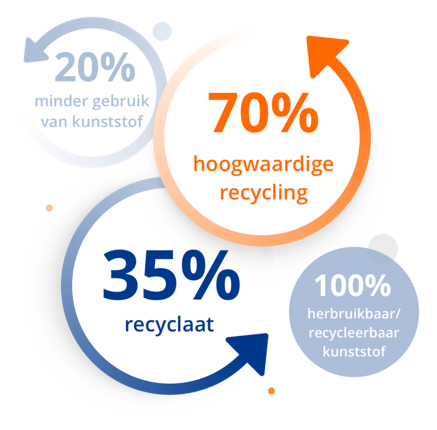 20%
minder gebruik
van kunststof
70%
hoogwaardige
recycling
35%
recyclaat
100%
herbruikbaar/
recycleerbaar
kunststof